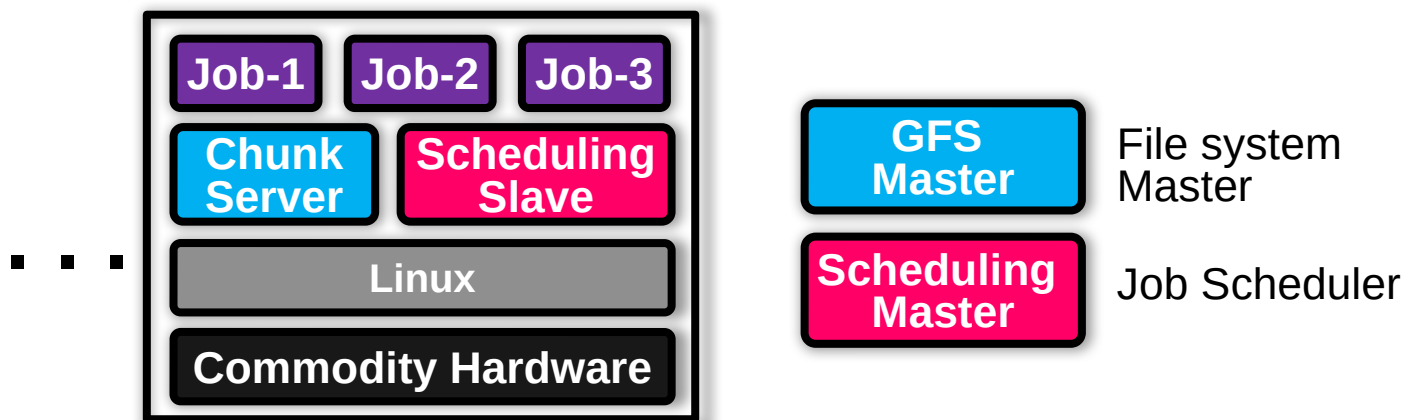 Job-1
Job-2
Job-3
Chunk
Server
Scheduling
Slave
Linux
Commodity Hardware
GFS
Master
File system
Master
Scheduling
Master
Job Scheduler